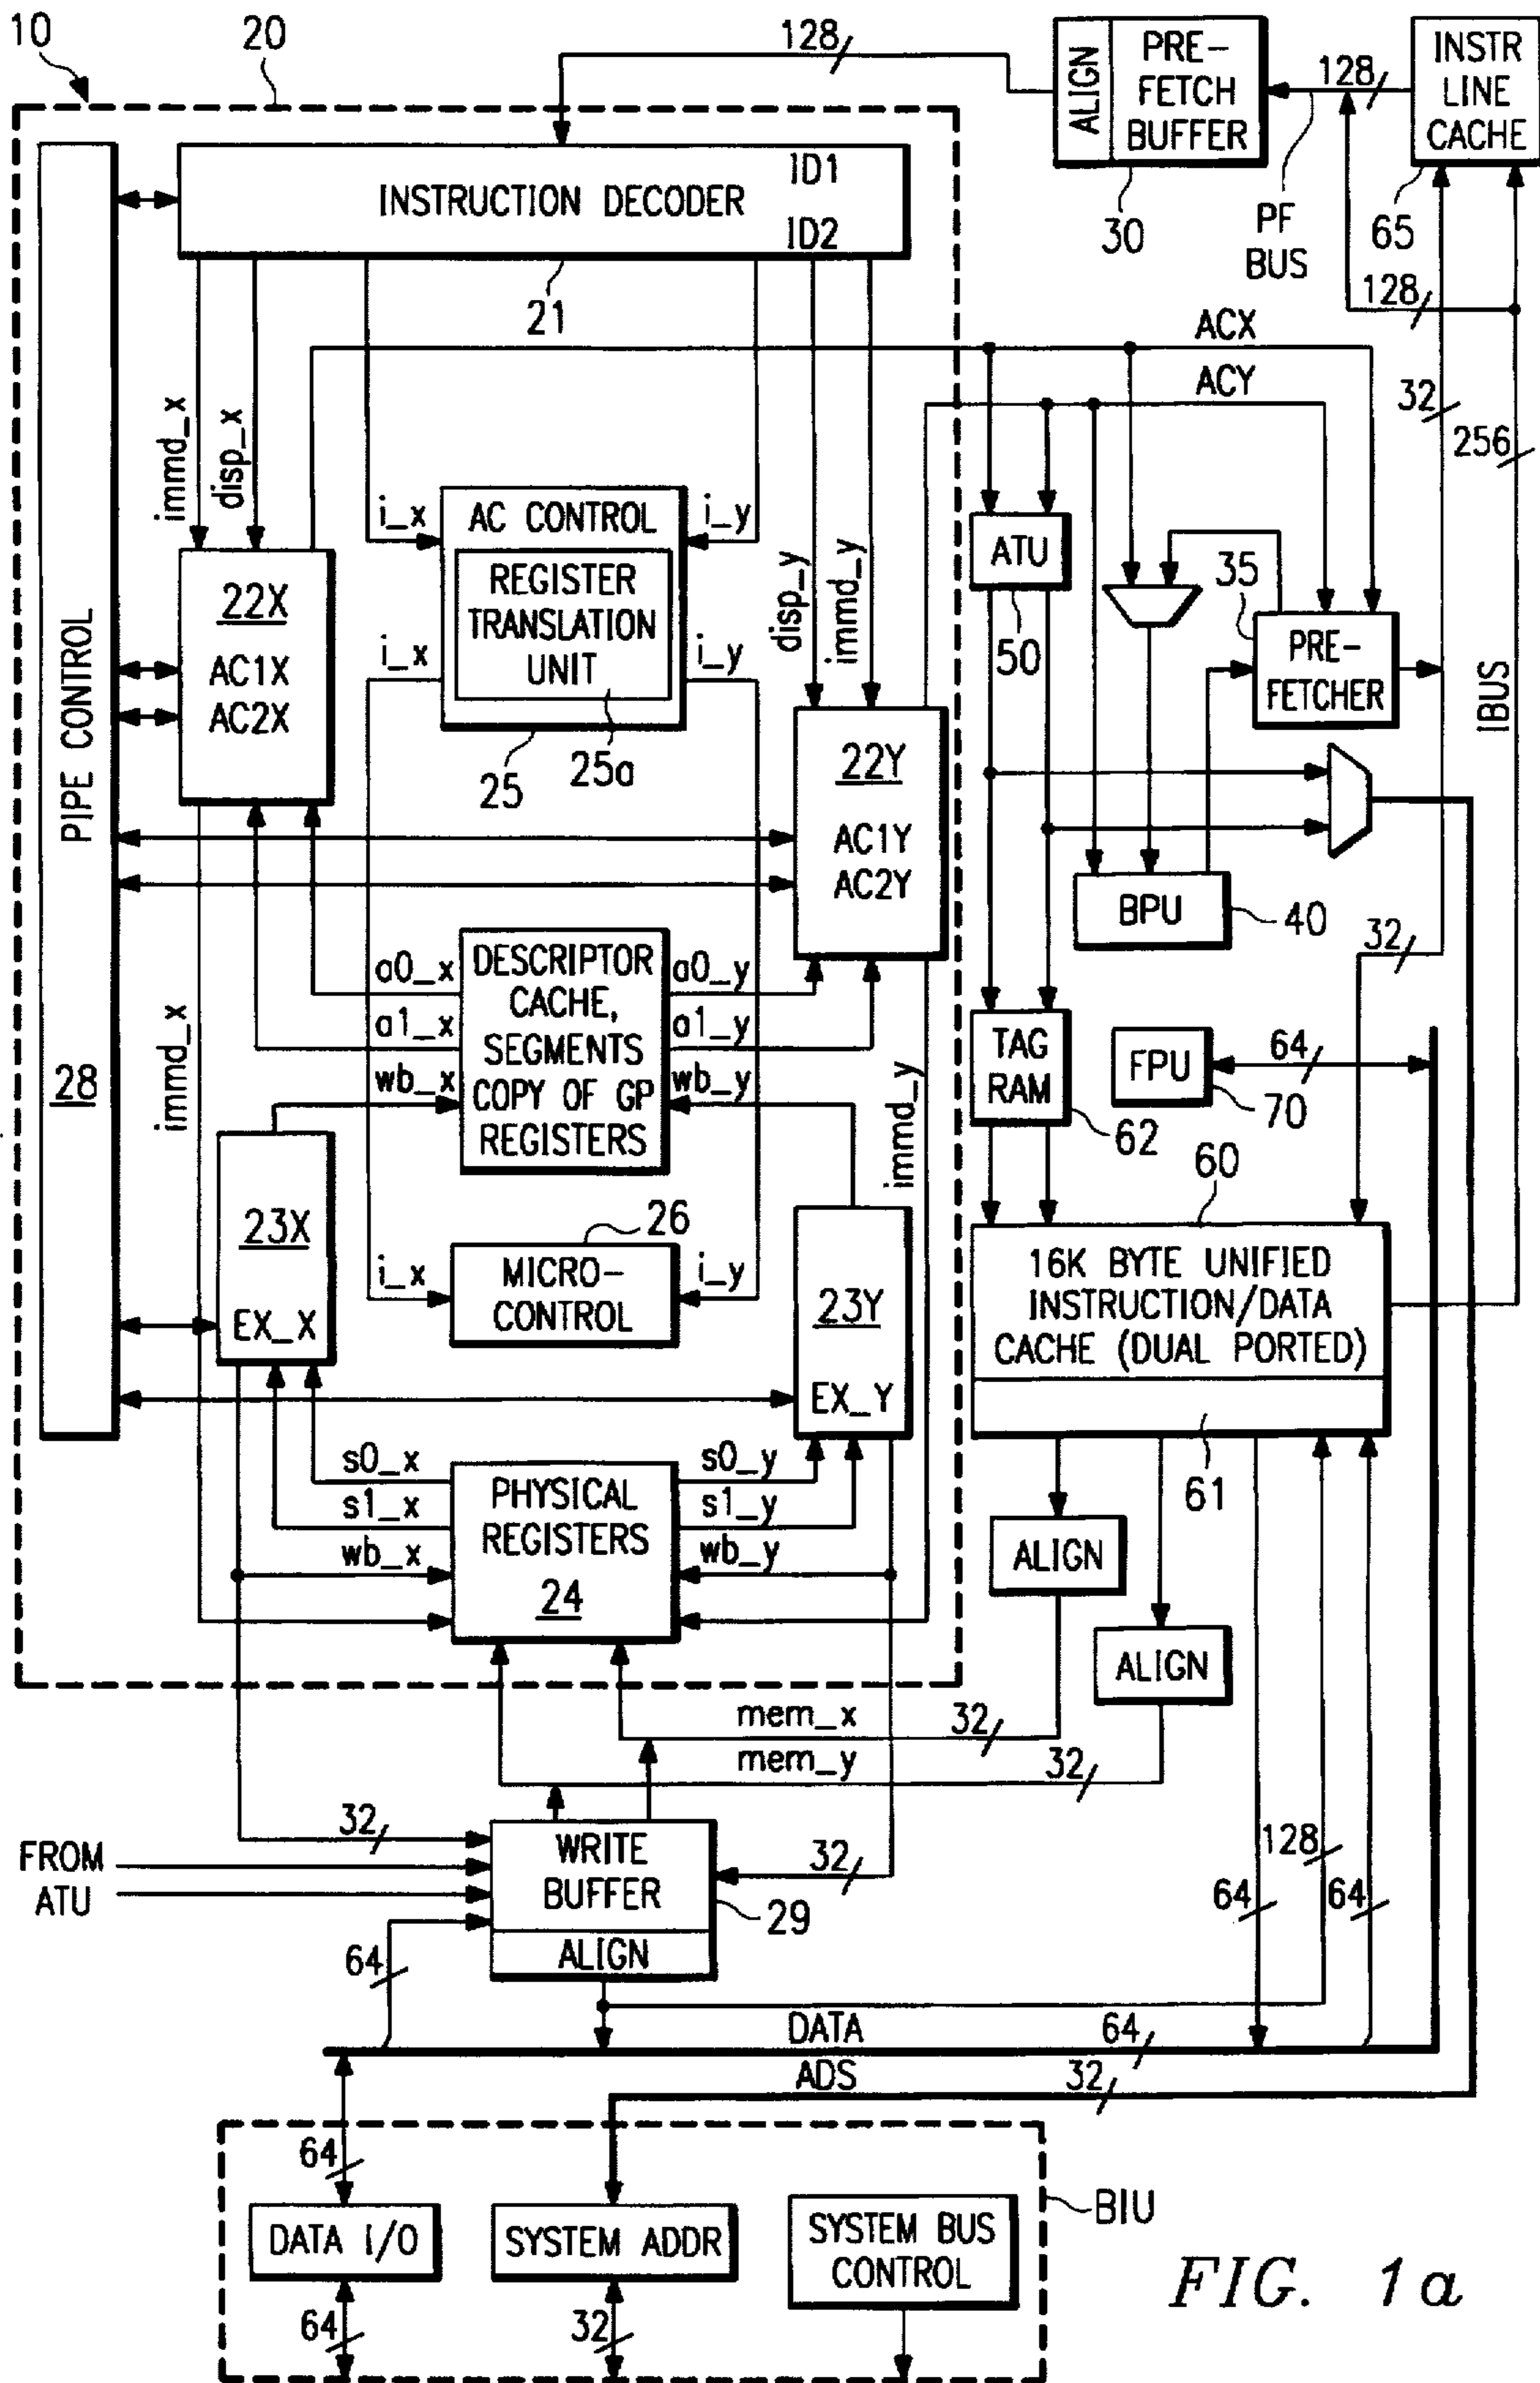 10
20
128
ALIGN
PRE-
FETCH
BUFFER
30
128
PF
BUS
INSTR
LINE
CACHE
65
128
INSTRUCTION DECODER
ID1
ID2
21
ACX
ACY
32
256
IBUS
immd_x
disp_x
i_x
AC CONTROL
i_y
REGISTER
TRANSLATION
UNIT
i_x
i_y
25
25a
disp_y
immd_y
ATU
50
35
PRE-
FETCHER
22X
AC1X
AC2X
PIPE CONTROL
28
22Y
AC1Y
AC2Y
BPU
40
32
a0_x
a1_x
wb_x
DESCRIPTOR
CACHE,
SEGMENTS
COPY OF GP
REGISTERS
a0_y
a1_y
wb_y
immd_x
immd_y
TAG
RAM
62
FPU
70
64
60
16K BYTE UNIFIED
INSTRUCTION/DATA
CACHE (DUAL PORTED)
61
23X
EX_X
26
i_x
MICRO-
CONTROL
i_y
23Y
EX_Y
s0_x
s1_x
wb_x
PHYSICAL
REGISTERS
24
s0_y
s1_y
wb_y
ALIGN
ALIGN
mem_x
32
mem_y
32
32
FROM
ATU
WRITE
BUFFER
ALIGN
32
29
64
128
64
64
DATA
64
ADS
32
64
DATA I/O
64
SYSTEM ADDR
32
SYSTEM BUS
CONTROL
BIU
FIG. 1a